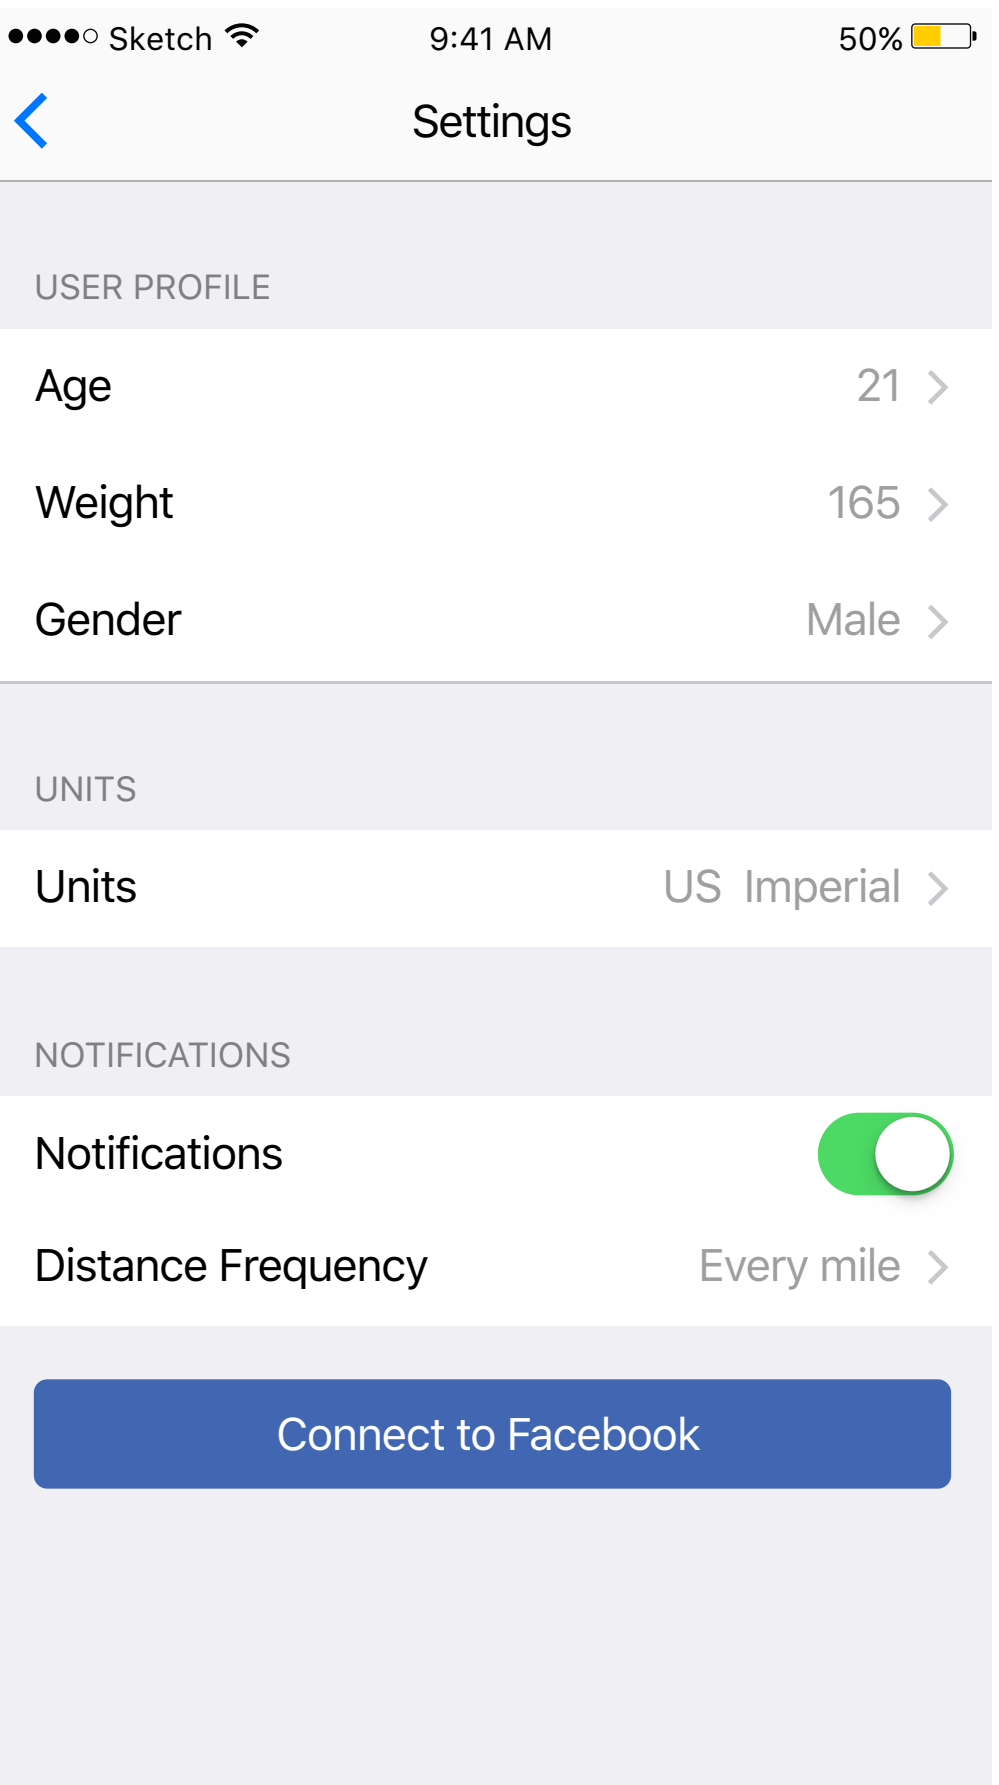 Sketch 9:41 AM 50%
Settings
USER PROFILE
Age 21
Weight 165
Gender Male
UNITS
Units US Imperial
NOTIFICATIONS
Notifications
Distance Frequency Every mile
Connect to Facebook